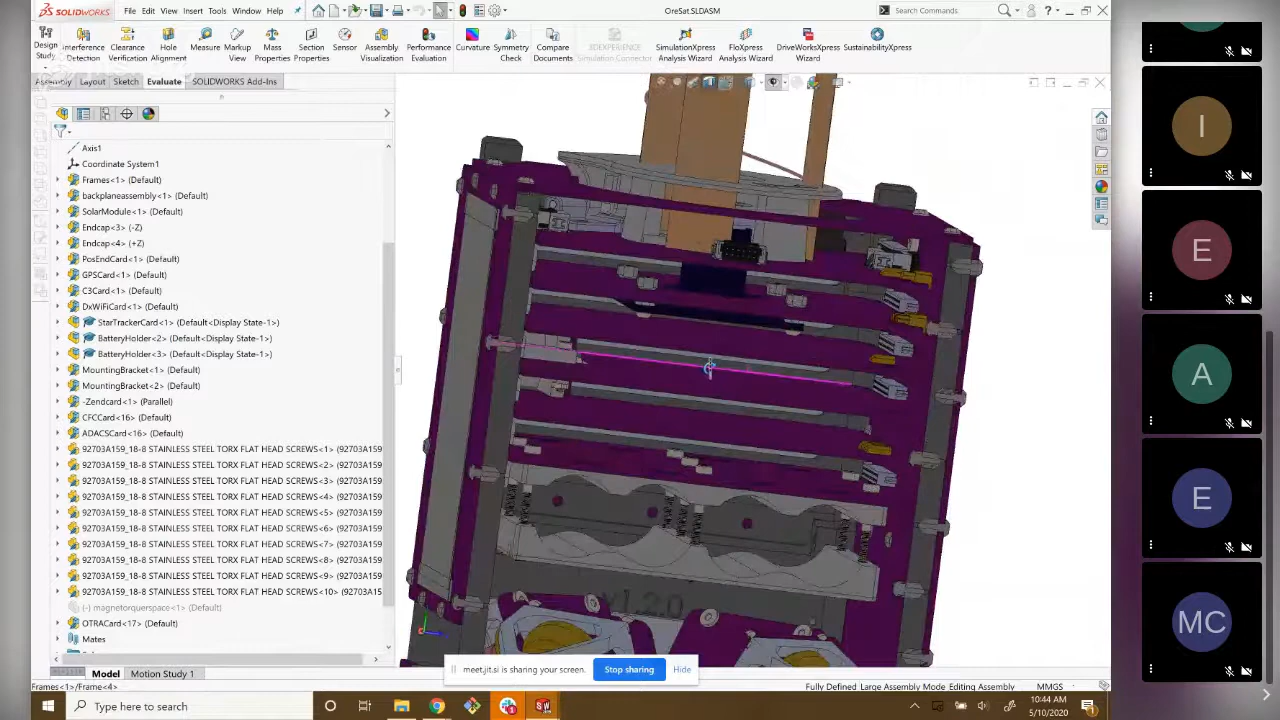 SOLIDWORKS
File Edit View Insert Tools Window Help
OreSat.SLDASM
Search Commands
Design Study
Interference Detection
Clearance Verification
Hole Alignment
Measure
Markup View
Mass Properties
Section Properties
Sensor
Assembly Visualization
Performance Evaluation
Curvature
Symmetry Check
Compare Documents
3DEXPERIENCE Simulation Connector
SimulationXpress Analysis Wizard
FloXpress Analysis Wizard
DriveWorksXpress Wizard
SustainabilityXpress
Assembly Layout Sketch Evaluate SOLIDWORKS Add-Ins
Axis1
Coordinate System1
Frames<1> (Default)
backplaneassembly<1> (Default)
SolarModule<1> (Default)
Endcap<3> (-Z)
Endcap<4> (+Z)
PosEndCard<1> (Default)
GPSCard<1> (Default)
C3Card<1> (Default)
DxWiFiCard<1> (Default)
StarTrackerCard<1> (Default<Display State-1>)
BatteryHolder<2> (Default<Display State-1>)
BatteryHolder<3> (Default<Display State-1>)
MountingBracket<1> (Default)
MountingBracket<2> (Default)
-Zendcard<1> (Parallel)
CFCCard<16> (Default)
ADACSCard<16> (Default)
92703A159_18-8 STAINLESS STEEL TORX FLAT HEAD SCREWS<1> (92703A159
92703A159_18-8 STAINLESS STEEL TORX FLAT HEAD SCREWS<2> (92703A159
92703A159_18-8 STAINLESS STEEL TORX FLAT HEAD SCREWS<3> (92703A159
92703A159_18-8 STAINLESS STEEL TORX FLAT HEAD SCREWS<4> (92703A159
92703A159_18-8 STAINLESS STEEL TORX FLAT HEAD SCREWS<5> (92703A159
92703A159_18-8 STAINLESS STEEL TORX FLAT HEAD SCREWS<6> (92703A159
92703A159_18-8 STAINLESS STEEL TORX FLAT HEAD SCREWS<7> (92703A159
92703A159_18-8 STAINLESS STEEL TORX FLAT HEAD SCREWS<8> (92703A159
92703A159_18-8 STAINLESS STEEL TORX FLAT HEAD SCREWS<9> (92703A159
92703A159_18-8 STAINLESS STEEL TORX FLAT HEAD SCREWS<10> (92703A15
(-) magnetorquerspace<1> (Default)
OTRACard<17> (Default)
Mates
Model Motion Study 1
Frames<1>/Frame<4>
meet.jit.si is sharing your screen.
Stop sharing
Hide
Fully Defined Large Assembly Mode Editing Assembly
MMGS
Type here to search
10:44 AM
5/10/2020
I
E
A
E
MC